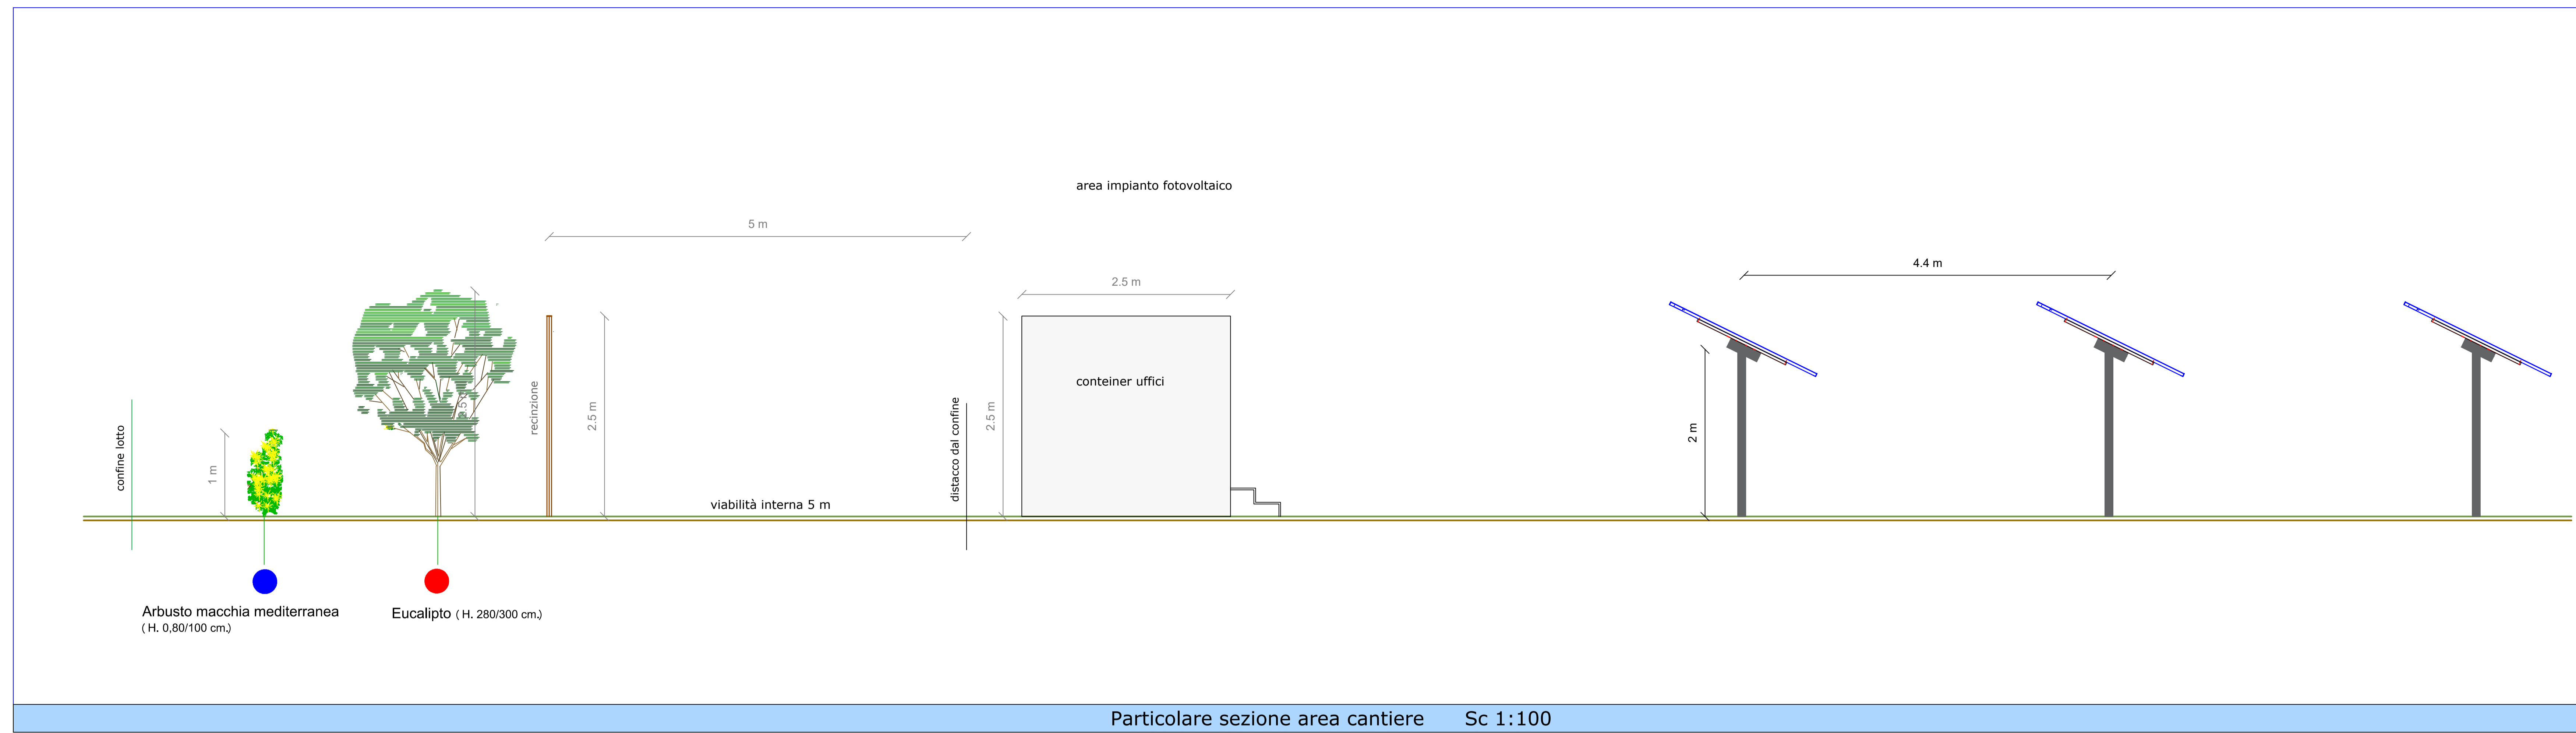 area impianto fotovoltaico
5 m
4.4 m
2.5 m
conteiner uffici
recinzione
2.5 m
distacco dal confine
2.5 m
2 m
confine lotto
1 m
viabilità interna 5 m
Arbusto macchia mediterranea
( H. 0,80/100 cm.)
Eucalipto ( H. 280/300 cm.)
Particolare sezione area cantiere Sc 1:100